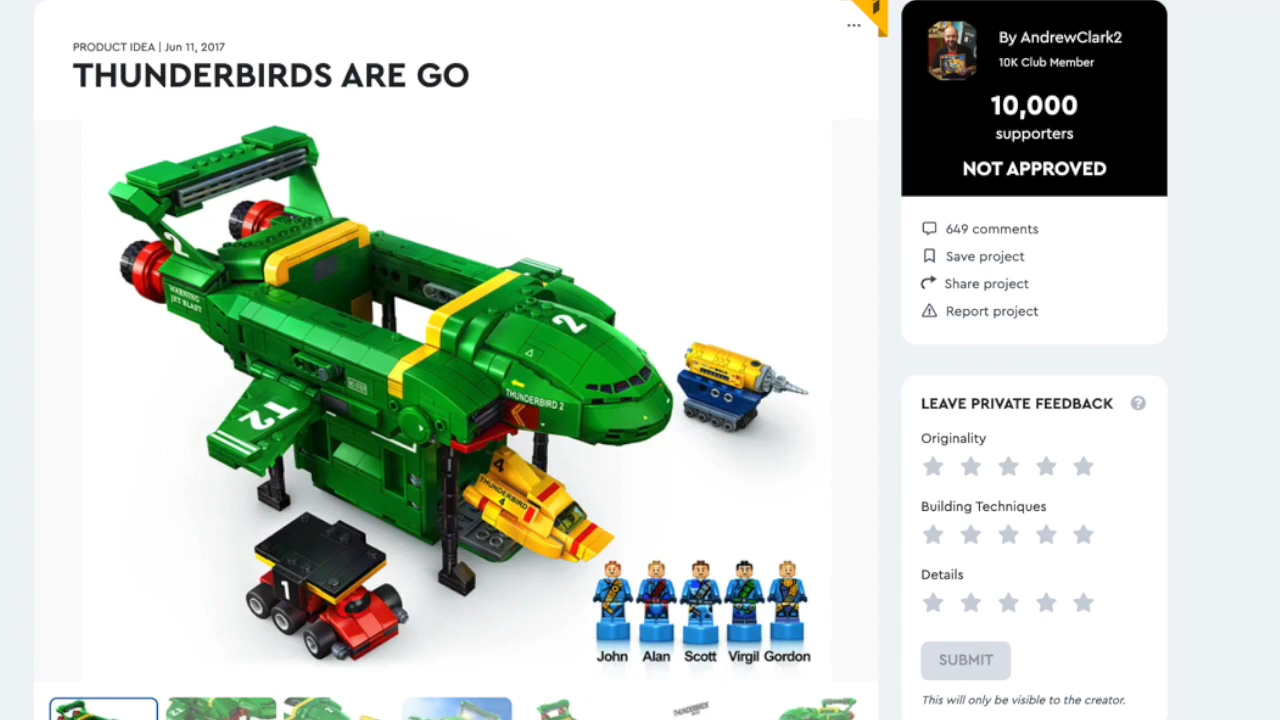 PRODUCT IDEA | Jun 11, 2017
THUNDERBIRDS ARE GO
2
WARNING
JET BLAST
2
THUNDERBIRD 2
T2
4
THUNDERBIRD
4
1
John Alan Scott Virgil Gordon
By AndrewClark2
10K Club Member
10,000
supporters
NOT APPROVED
649 comments
Save project
Share project
Report project
LEAVE PRIVATE FEEDBACK ?
Originality
Building Techniques
Details
SUBMIT
This will only be visible to the creator.